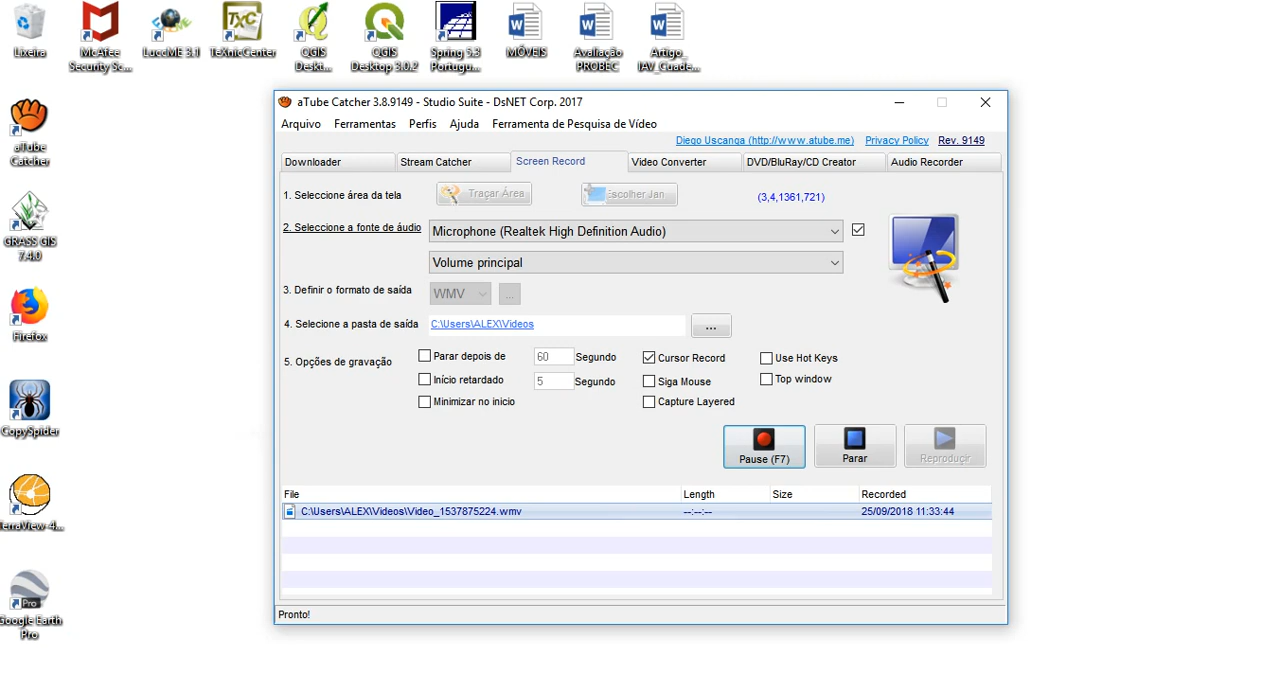 Lixeira
McAfee
Security Sc...
LuccME 3.1
TeXnicCenter
QGIS
Deskt...
QGIS
Desktop 3.0.2
Spring 5.3
Portugu...
MÓVEIS
Avaliação
PROBEC
Artigo_
IAV_Cuade...
aTube
Catcher
GRASS GIS
7.4.0
Firefox
CopySpider
TerraView 4...
Google Earth
Pro
aTube Catcher 3.8.9149 - Studio Suite - DsNET Corp. 2017
Arquivo Ferramentas Perfis Ajuda Ferramenta de Pesquisa de Vídeo
Diego Uscanga (http://www.atube.me) Privacy Policy Rev. 9149
Downloader Stream Catcher Screen Record Video Converter DVD/BluRay/CD Creator Audio Recorder
1. Seleccione área da tela Traçar Área Escolher Jan (3,4,1361,721)
2. Seleccione a fonte de áudio Microphone (Realtek High Definition Audio)
Volume principal
3. Definir o formato de saída WMV ...
4. Selecione a pasta de saída C:\Users\ALEX\Videos ...
5. Opções de gravação
Parar depois de 60 Segundo Cursor Record Use Hot Keys
Início retardado 5 Segundo Siga Mouse Top window
Minimizar no inicio Capture Layered
Pause (F7) Parar Reproduçir
File Length Size Recorded
C:\Users\ALEX\Videos\Video_1537875224.wmv --:--:-- 25/09/2018 11:33:44
Pronto!